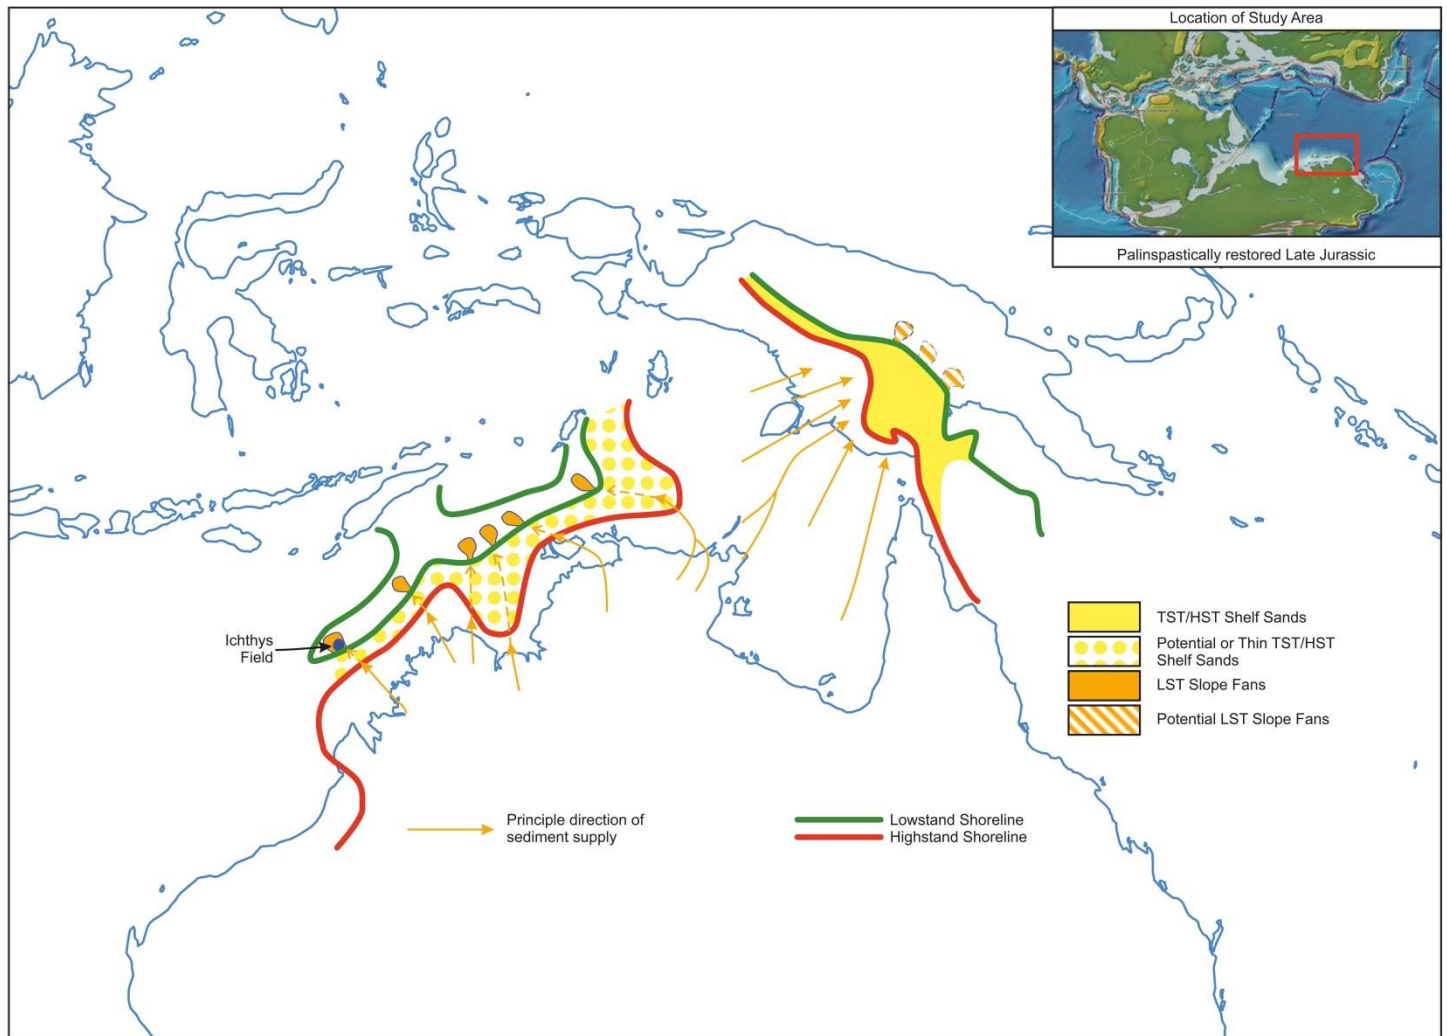 Location of Study Area
Palinspastically restored Late Jurassic
Ichthys
Field
TST/HST Shelf Sands
Potential or Thin TST/HST
Shelf Sands
LST Slope Fans
Potential LST Slope Fans
Principle direction of
sediment supply
Lowstand Shoreline
Highstand Shoreline